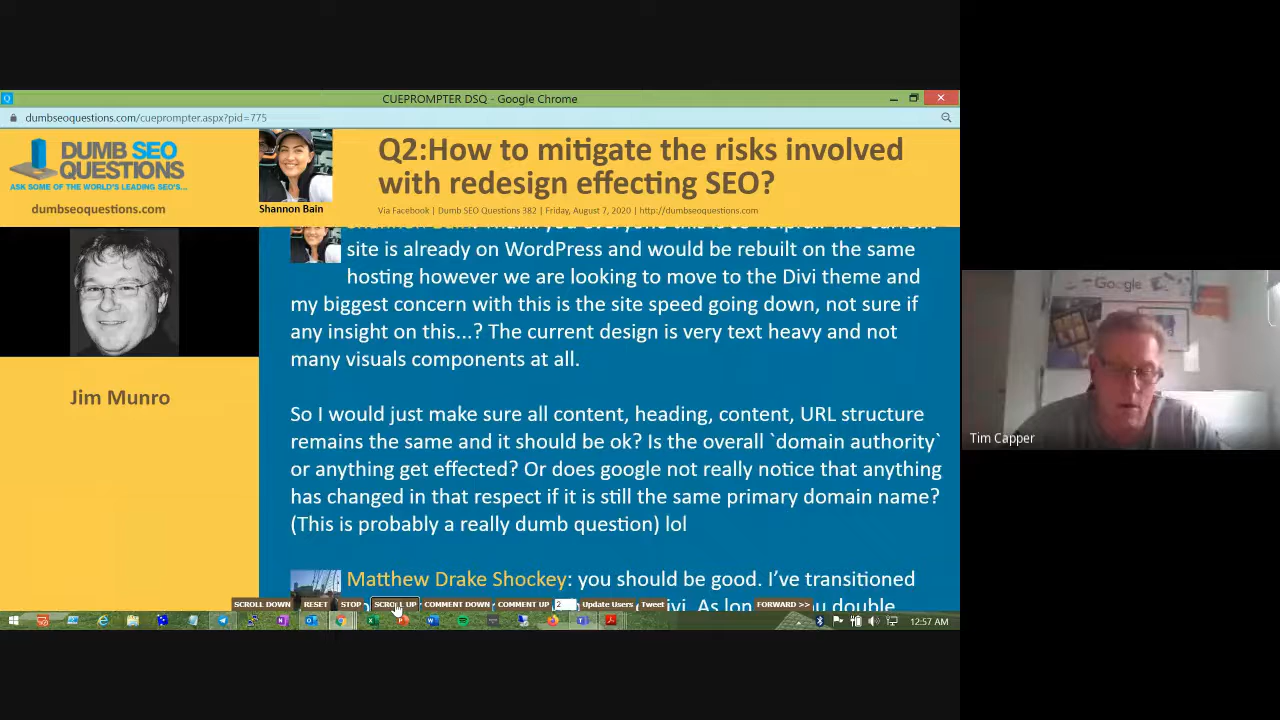 CUEPROMPTER DSQ - Google Chrome
dumbseoquestions.com/cueprompter.aspx?pid=775
DUMB SEO
QUESTIONS
ASK SOME OF THE WORLD'S LEADING SEO'S...
dumbseoquestions.com
Shannon Bain
Q2:How to mitigate the risks involved
with redesign effecting SEO?
Via Facebook | Dumb SEO Questions 382 | Friday, August 7, 2020 | http://dumbseoquestions.com
Jim Munro
site is already on WordPress and would be rebuilt on the same
hosting however we are looking to move to the Divi theme and
my biggest concern with this is the site speed going down, not sure if
any insight on this...? The current design is very text heavy and not
many visuals components at all.
So I would just make sure all content, heading, content, URL structure
remains the same and it should be ok? Is the overall `domain authority`
or anything get effected? Or does google not really notice that anything
has changed in that respect if it is still the same primary domain name?
(This is probably a really dumb question) lol
Matthew Drake Shockey: you should be good. I've transitioned
SCROLL DOWN RESET STOP SCROLL UP COMMENT DOWN COMMENT UP 2 Update Users Tweet FORWARD >>
12:57 AM
Google
Tim Capper